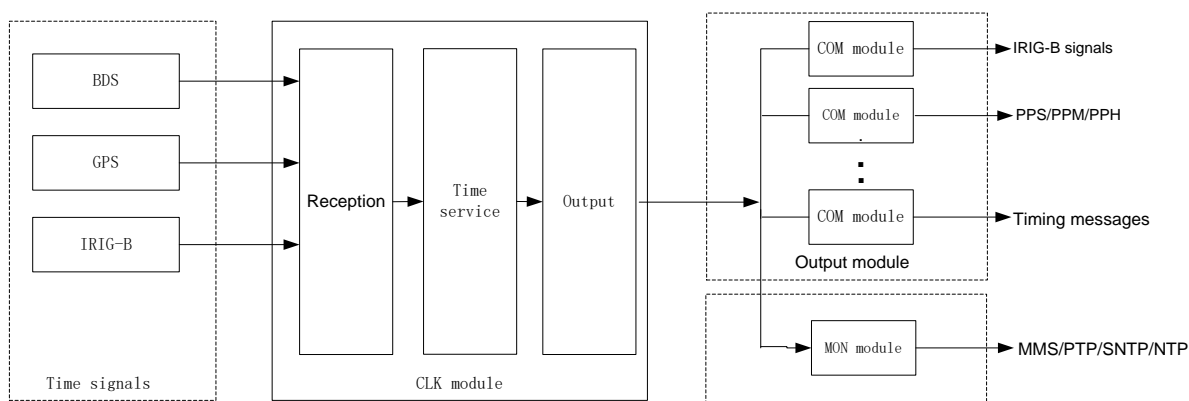 BDS
GPS
IRIG-B
Time signals
Reception
Time
service
Output
CLK module
COM module
COM module
COM module
Output module
MON module
IRIG-B signals
PPS/PPM/PPH
Timing messages
MMS/PTP/SNTP/NTP